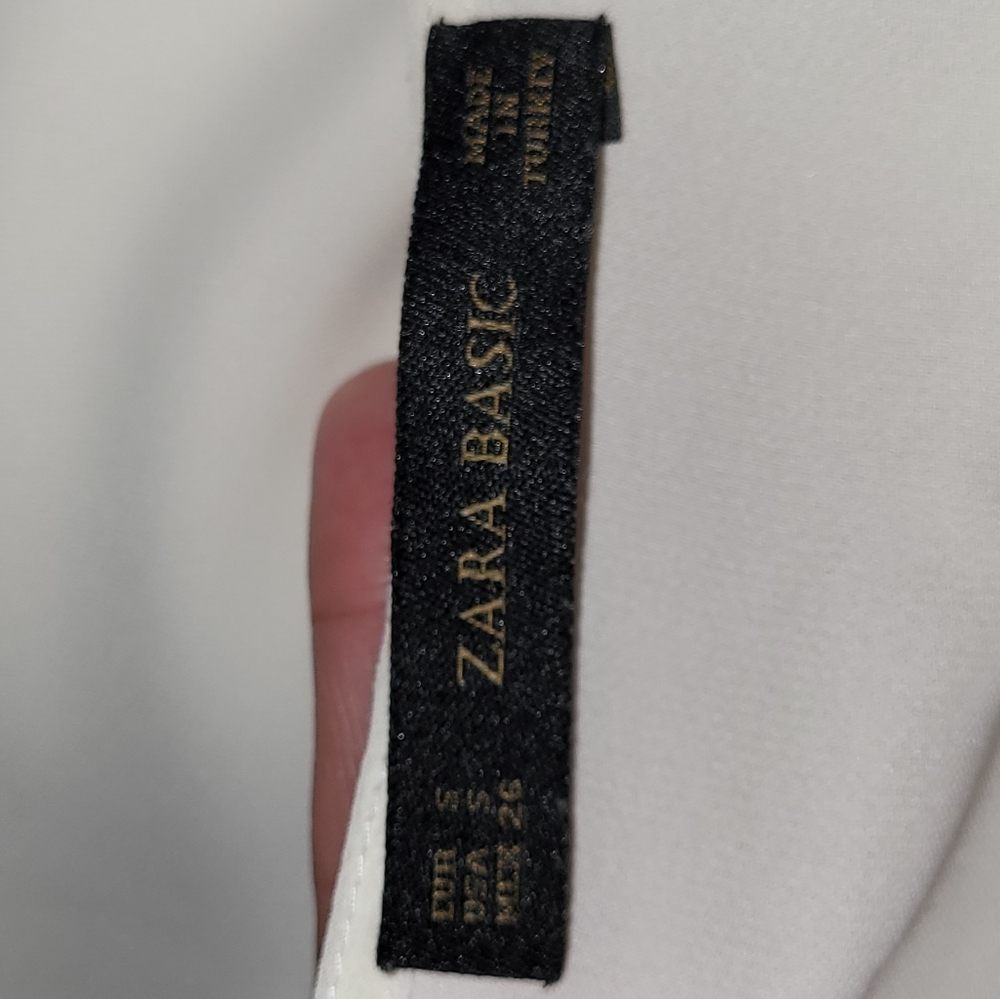 EUR S
USA S
MEX 26
ZARA BASIC
MADE
IN
TURKEY